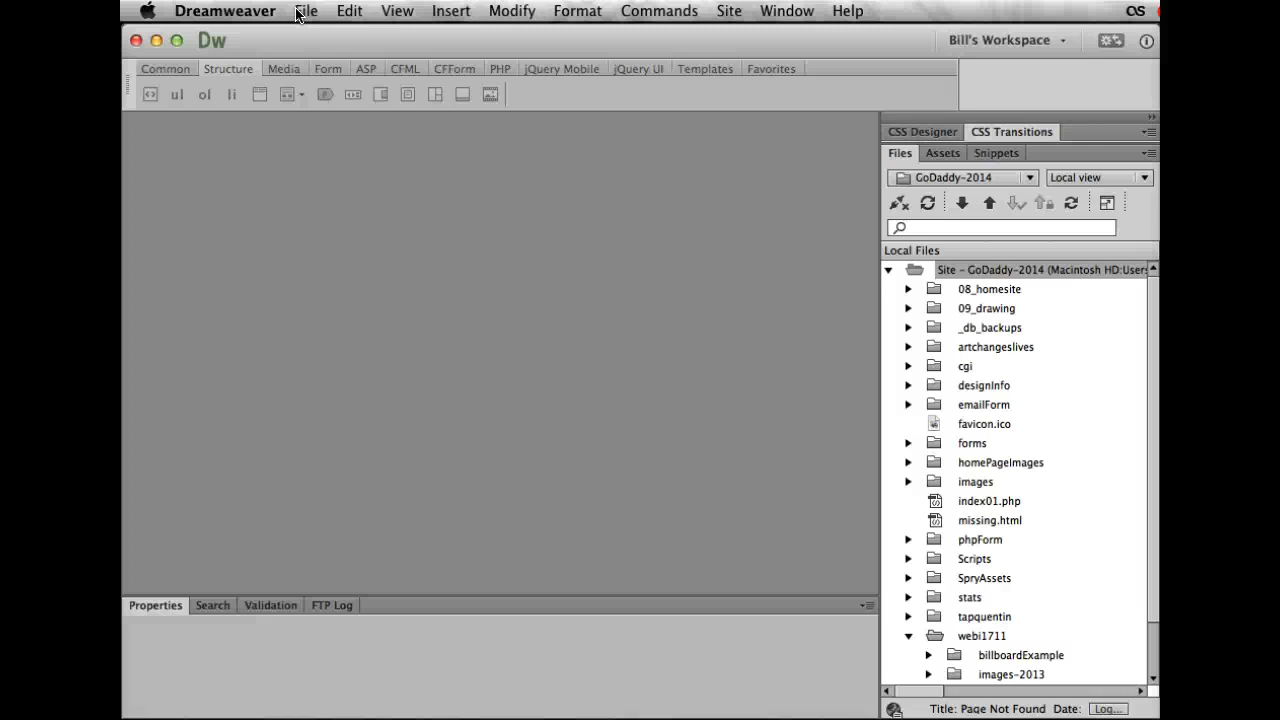 Dreamweaver File Edit View Insert Modify Format Commands Site Window Help
Dw Bill's Workspace
Common Structure Media Form ASP CFML CFForm PHP jQuery Mobile jQuery UI Templates Favorites
ul ol li
CSS Designer CSS Transitions
Files Assets Snippets
GoDaddy-2014 Local view
Local Files
Site - GoDaddy-2014 (Macintosh HD:Users
08_homesite
09_drawing
_db_backups
artchangeslives
cgi
designInfo
emailForm
favicon.ico
forms
homePageImages
images
index01.php
missing.html
phpForm
Scripts
SpryAssets
stats
tapquentin
webi1711
billboardExample
images-2013
Properties Search Validation FTP Log
Title: Page Not Found Date: Log...